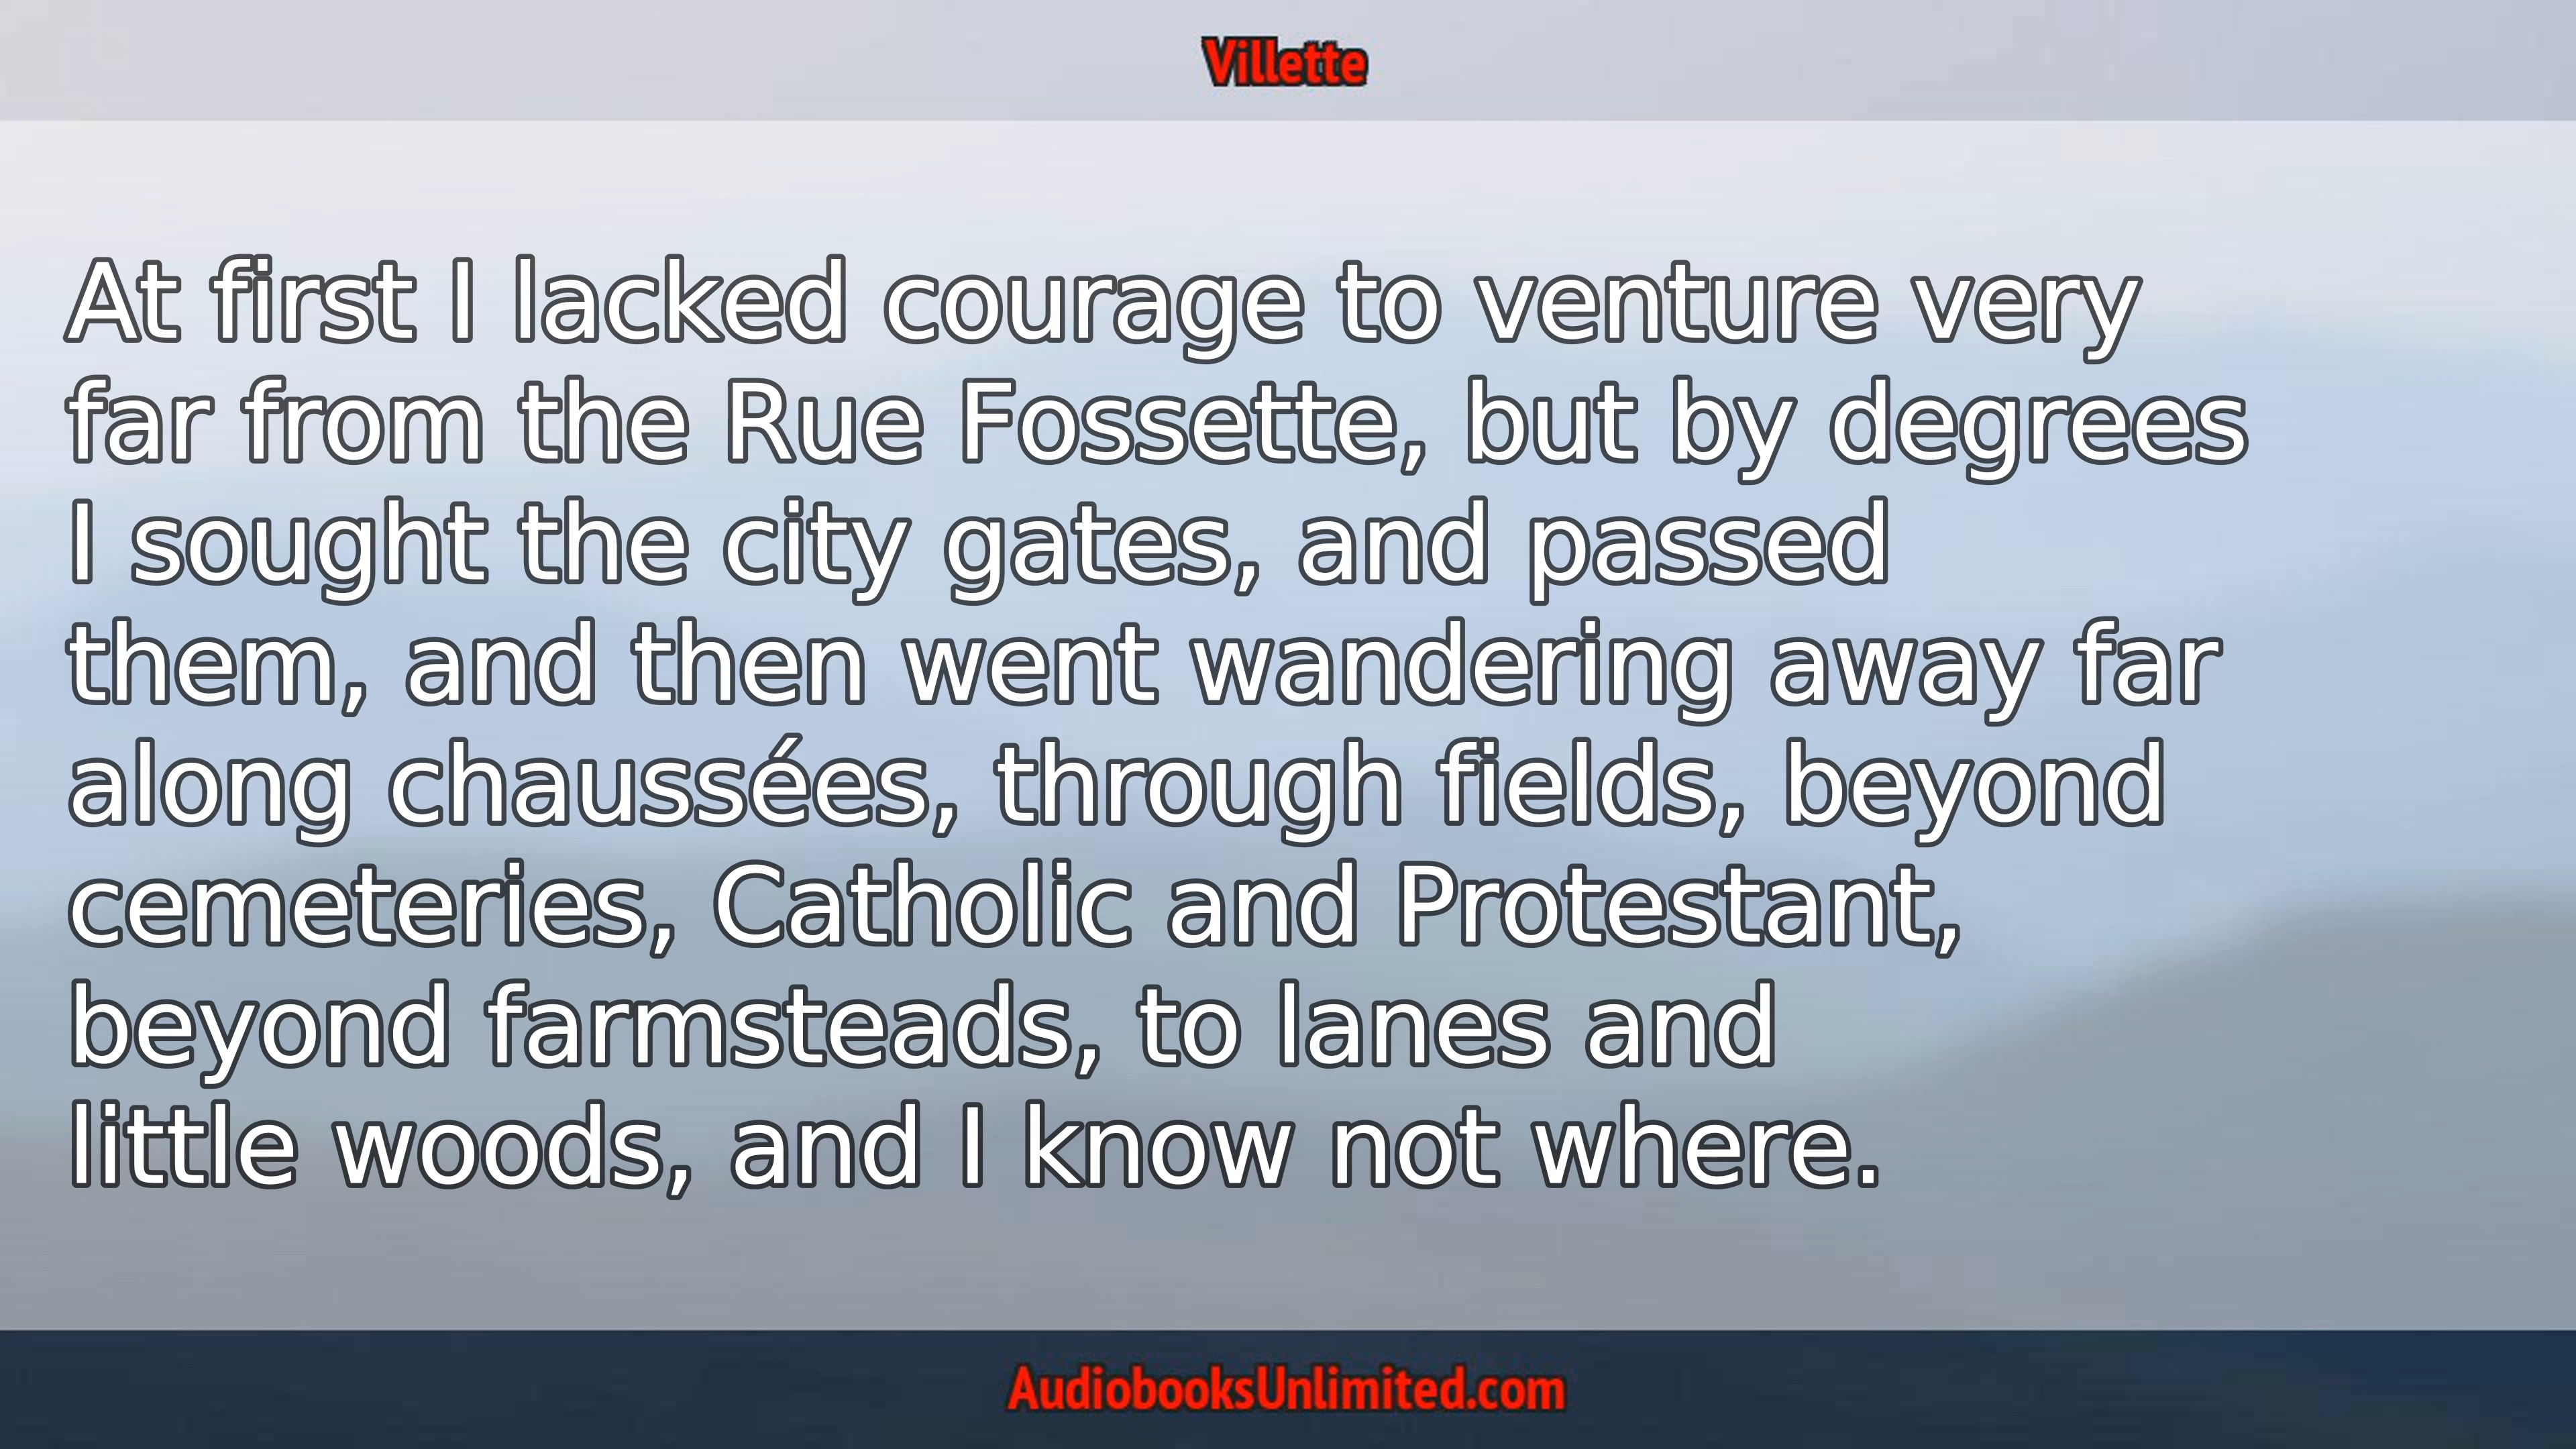 Villette
At first I lacked courage to venture very
far from the Rue Fossette, but by degrees
I sought the city gates, and passed
them, and then went wandering away far
along chaussées, through fields, beyond
cemeteries, Catholic and Protestant,
beyond farmsteads, to lanes and
little woods, and I know not where.
AudiobooksUnlimited.com